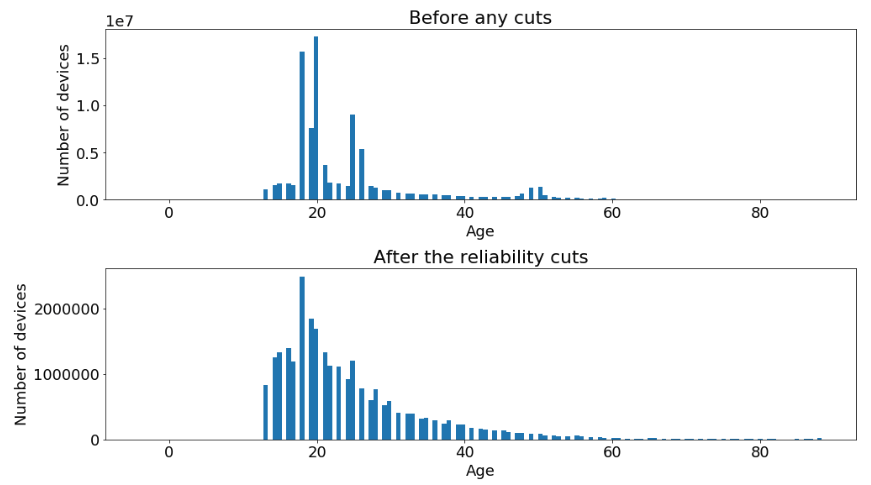 Before any cuts
1e7
Number of devices
1.5
1.0
0.5
0.0
0 20 40 60 80
Age
After the reliability cuts
Number of devices
2000000
1000000
0
0 20 40 60 80
Age